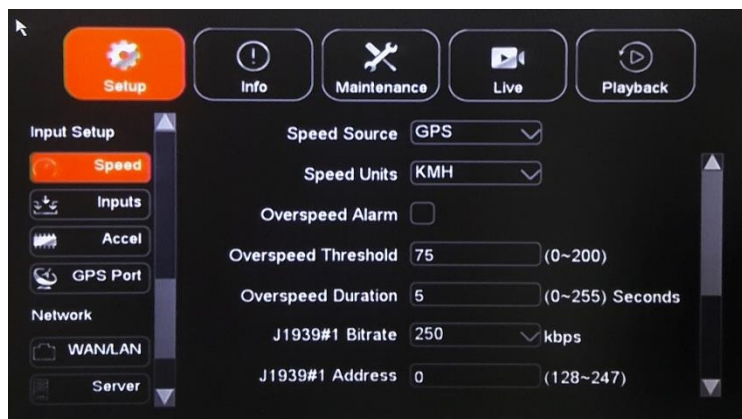 Setup
Info
Maintenance
Live
Playback
Input Setup
Speed
Inputs
Accel
GPS Port
Network
WAN/LAN
Server
Speed Source GPS
Speed Units KMH
Overspeed Alarm
Overspeed Threshold 75 (0~200)
Overspeed Duration 5 (0~255) Seconds
J1939#1 Bitrate 250 kbps
J1939#1 Address 0 (128~247)